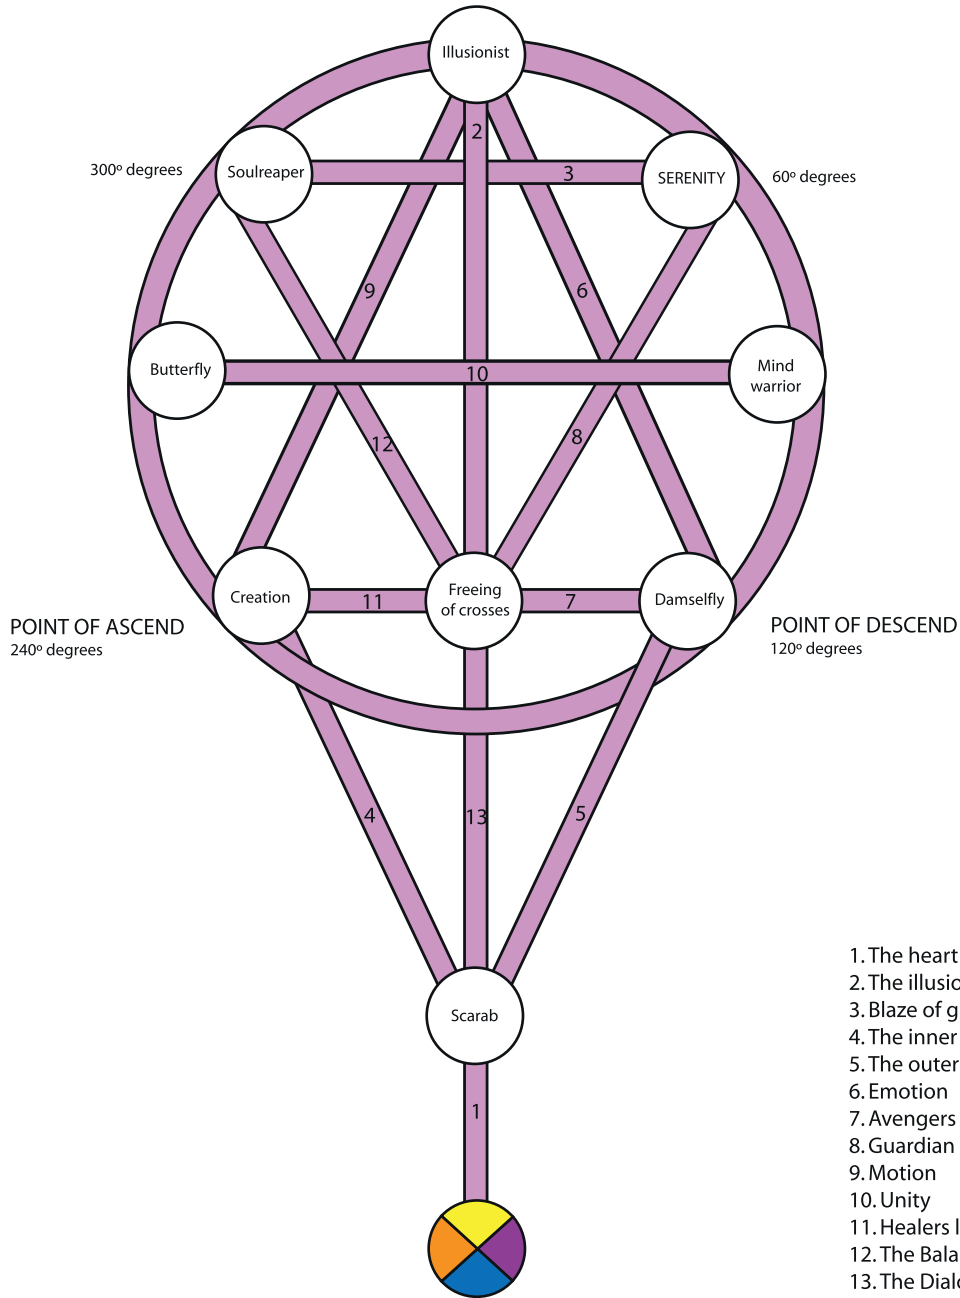 Illusionist
2
Soulreaper
3
SERENITY
300º degrees
60º degrees
9
6
Butterfly
10
Mind
warrior
12
8
Creation
11
Freeing
of crosses
7
Damselfly
POINT OF ASCEND
240º degrees
POINT OF DESCEND
120º degrees
4
13
5
Scarab
1
1. The heart
2. The
3. Blaze of
4. The inner
5. The outer
6. Emotion
7. Avengers
8. Guardian
9. Motion
10. Unity
11. Healers
12. The
13. The